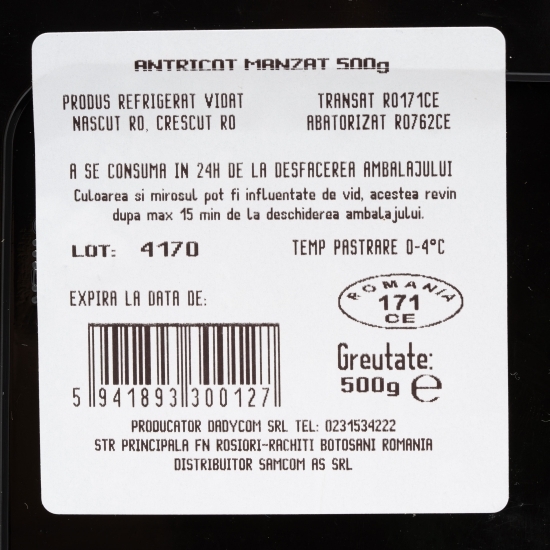 ANTRICOT MANZAT 500g
PRODUS REFRIGERAT VIDAT
NASCUT RO, CRESCUT RO
TRANSAT RO171CE
ABATORIZAT RO762CE
A SE CONSUMA IN 24H DE LA DESFACEREA AMBALAJULUI
Culoarea si mirosul pot fi influentate de vid, acestea revin
dupa max 15 min de la deschiderea ambalajului.
LOT: 4170
TEMP PASTRARE 0-4°C
EXPIRA LA DATA DE:
ROMANIA
171
CE
Greutate:
500g e
5 941893 300127
PRODUCATOR DADYCOM SRL TEL: 0231534222
STR PRINCIPALA FN ROSIORI-RACHITI BOTOSANI ROMANIA
DISTRIBUITOR SAMCOM AS SRL